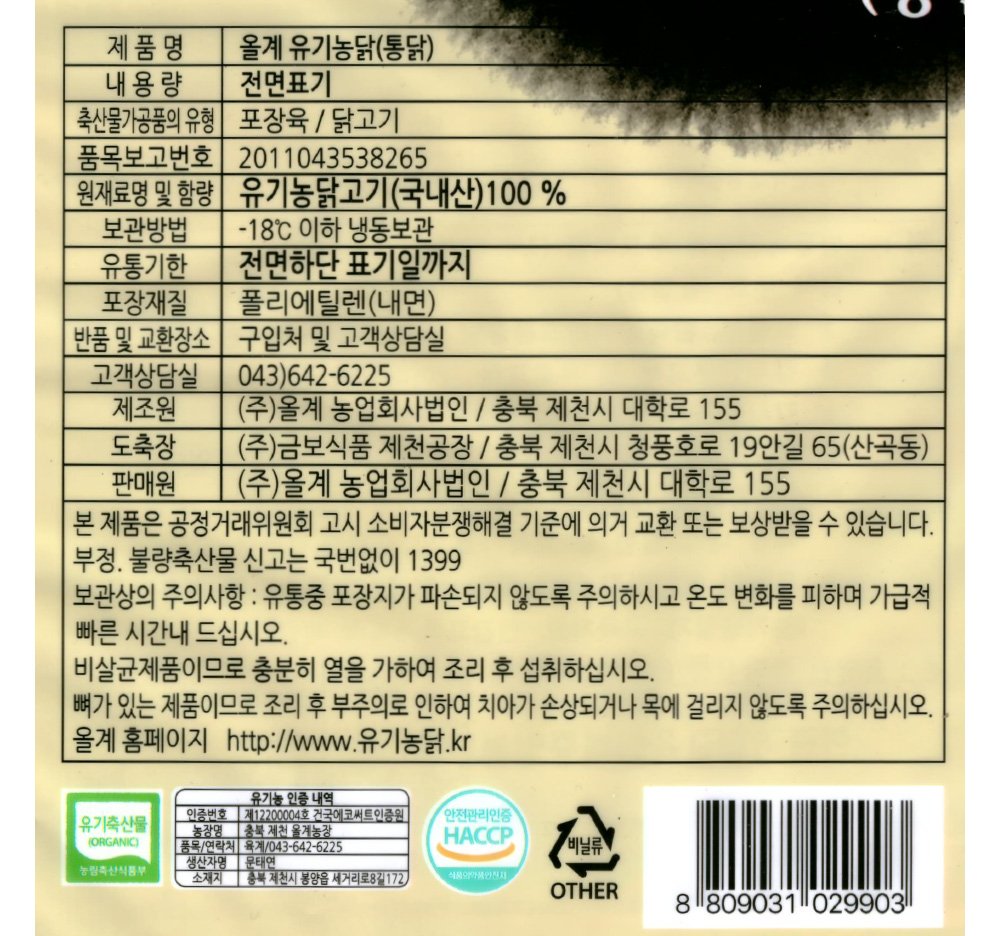 제 품 명 올계 유기농닭(통닭)
내 용 량 전면표기
축산물가공품의 유형 포장육 / 닭고기
품목보고번호 2011043538265
원재료명 및 함량 유기농닭고기(국내산)100 %
보관방법 -18℃ 이하 냉동보관
유통기한 전면하단 표기일까지
포장재질 폴리에틸렌(내면)
반품 및 교환장소 구입처 및 고객상담실
고객상담실 043)642-6225
제조원 (주)올계 농업회사법인 / 충북 제천시 대학로 155
도축장 (주)금보식품 제천공장 / 충북 제천시 청풍호로 19안길 65(산곡동)
판매원 (주)올계 농업회사법인 / 충북 제천시 대학로 155
본 제품은 공정거래위원회 고시 소비자분쟁해결 기준에 의거 교환 또는 보상받을 수 있습니다.
부정. 불량축산물 신고는 국번없이 1399
보관상의 주의사항 : 유통중 포장지가 파손되지 않도록 주의하시고 온도 변화를 피하며 가급적
빠른 시간내 드십시오.
비살균제품이므로 충분히 열을 가하여 조리 후 섭취하십시오.
뼈가 있는 제품이므로 조리 후 부주의로 인하여 치아가 손상되거나 목에 걸리지 않도록 주의하십시오.
올계 홈페이지 http://www.유기농닭.kr
유기축산물
(ORGANIC)
농림축산식품부
유기농 인증 내역
인증번호 제12200004호 건국에코써트인증원
농장명 충북 제천 올계농장
품목/연락처 육계/043-642-6225
생산자명 문태연
소재지 충북 제천시 봉양읍 세거리로8길172
안전관리인증
HACCP
식품의약품안전처
비닐류
OTHER
8 809031 029903